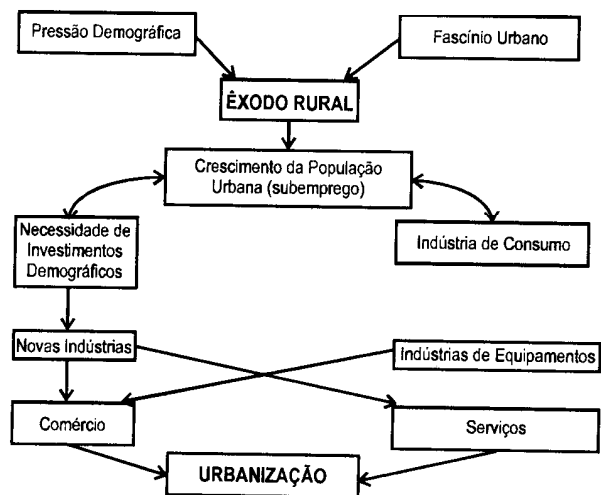 Pressão Demográfica
Fascínio Urbano
ÊXODO RURAL
Crescimento da População
Urbana (subemprego)
Necessidade de
Investimentos
Demográficos
Indústria de Consumo
Novas Indústrias
Indústrias de Equipamentos
Comércio
Serviços
URBANIZAÇÃO